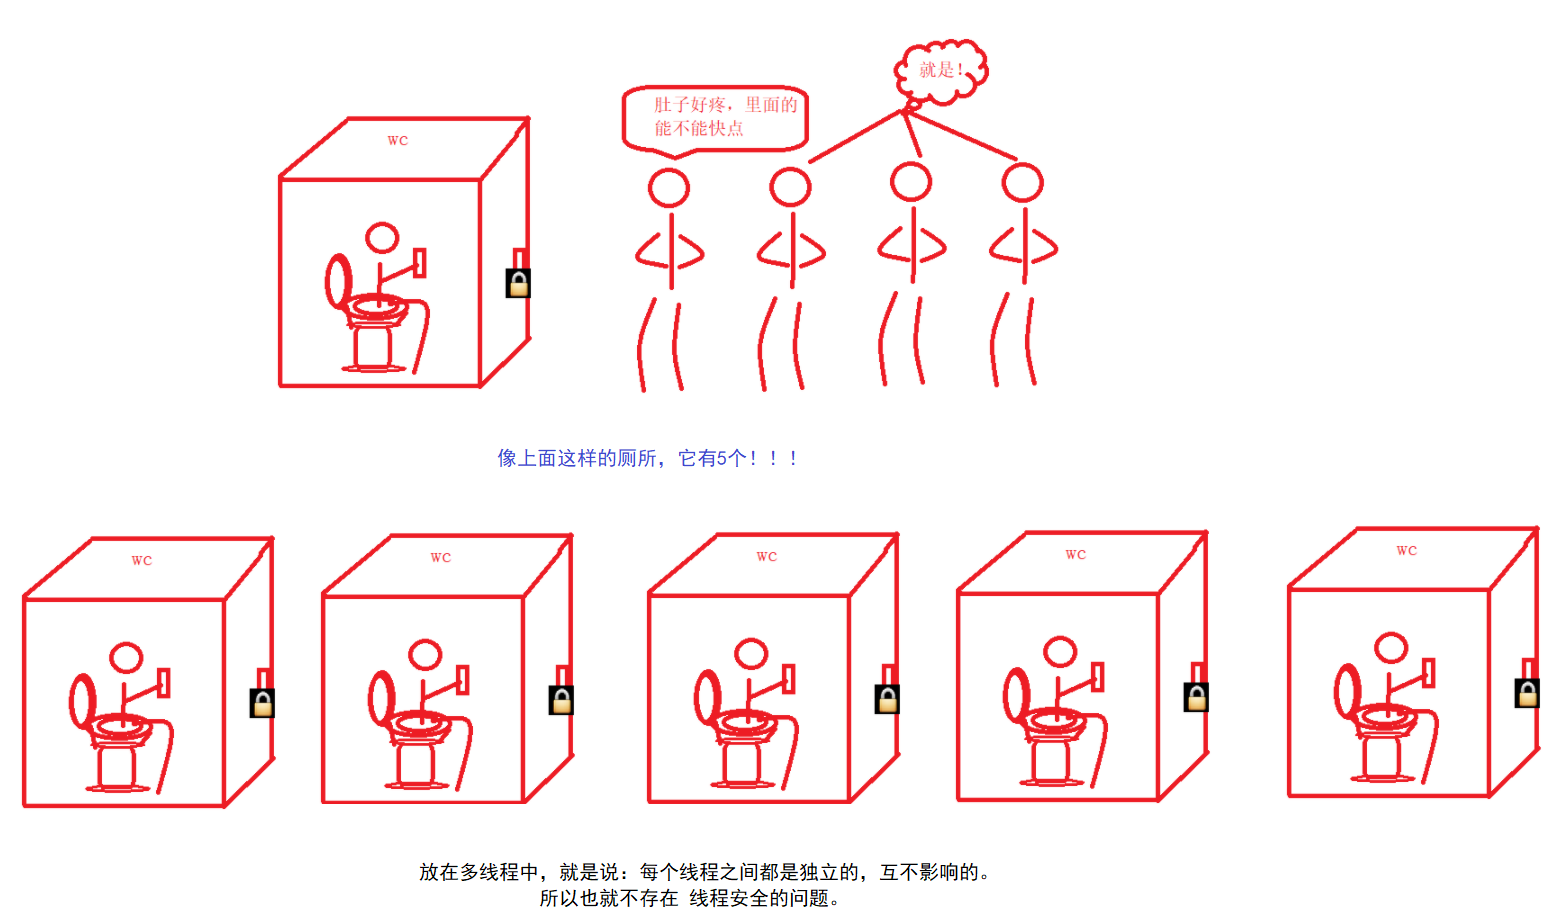 就是！
肚子好疼，里面的
能不能快点
WC
像上面这样的厕所，它有5个！！！
WC
WC
WC
WC
WC
放在多线程中，就是说：每个线程之间都是独立的，互不影响的。
所以也就不存在 线程安全的问题。